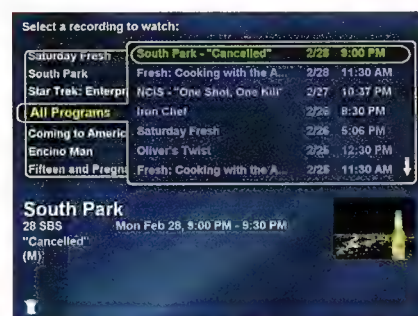 Select a recording to watch:
Saturday Fresh
South Park
Star Trek: Enterpri
All Programs
Coming to Americ
Encino Man
Fifteen and Pregna
South Park - "Cancelled" 2/28 9:00 PM
Fresh: Cooking with the A... 2/28 11:30 AM
NCIS - "One Shot, One Kill" 2/27 10:37 PM
Iron Chef 2/26 8:30 PM
Saturday Fresh 2/26 5:06 PM
Oliver's Twist 2/26 12:30 PM
Fresh: Cooking with the A... 2/25 11:30 AM
South Park
28 SBS Mon Feb 28, 9:00 PM - 9:30 PM
"Cancelled"
(M)